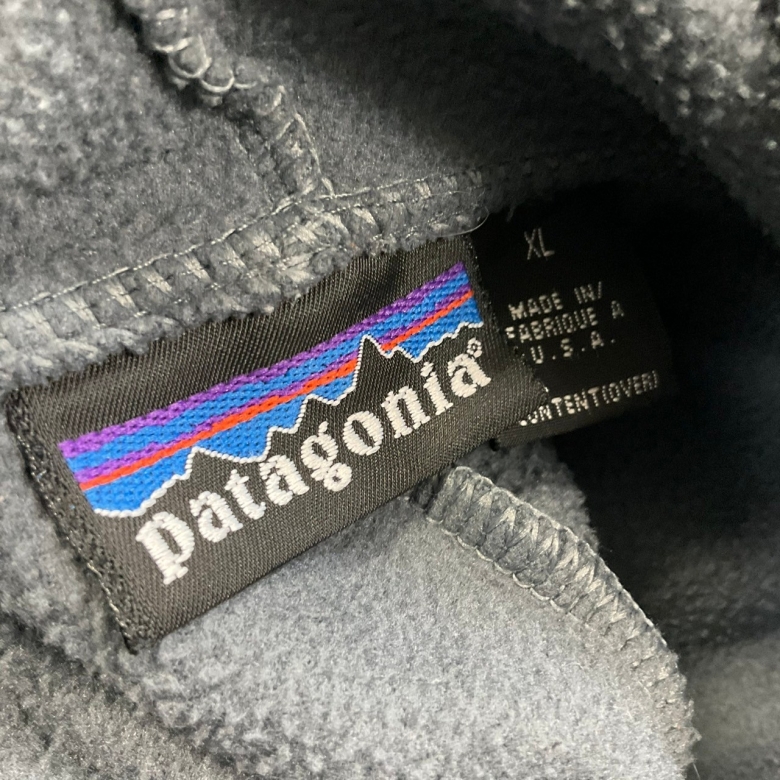 patagonia®
XL
MADE IN/
FABRIQUE A
U.S.A.
CONTENT(OVER)